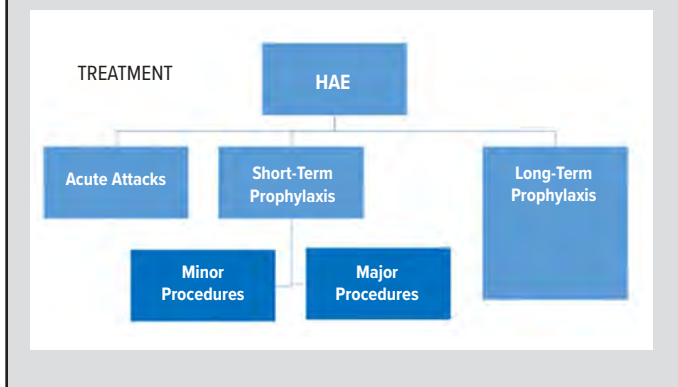 TREATMENT
HAE
Acute Attacks
Short-Term
Prophylaxis
Long-Term
Prophylaxis
Minor
Procedures
Major
Procedures